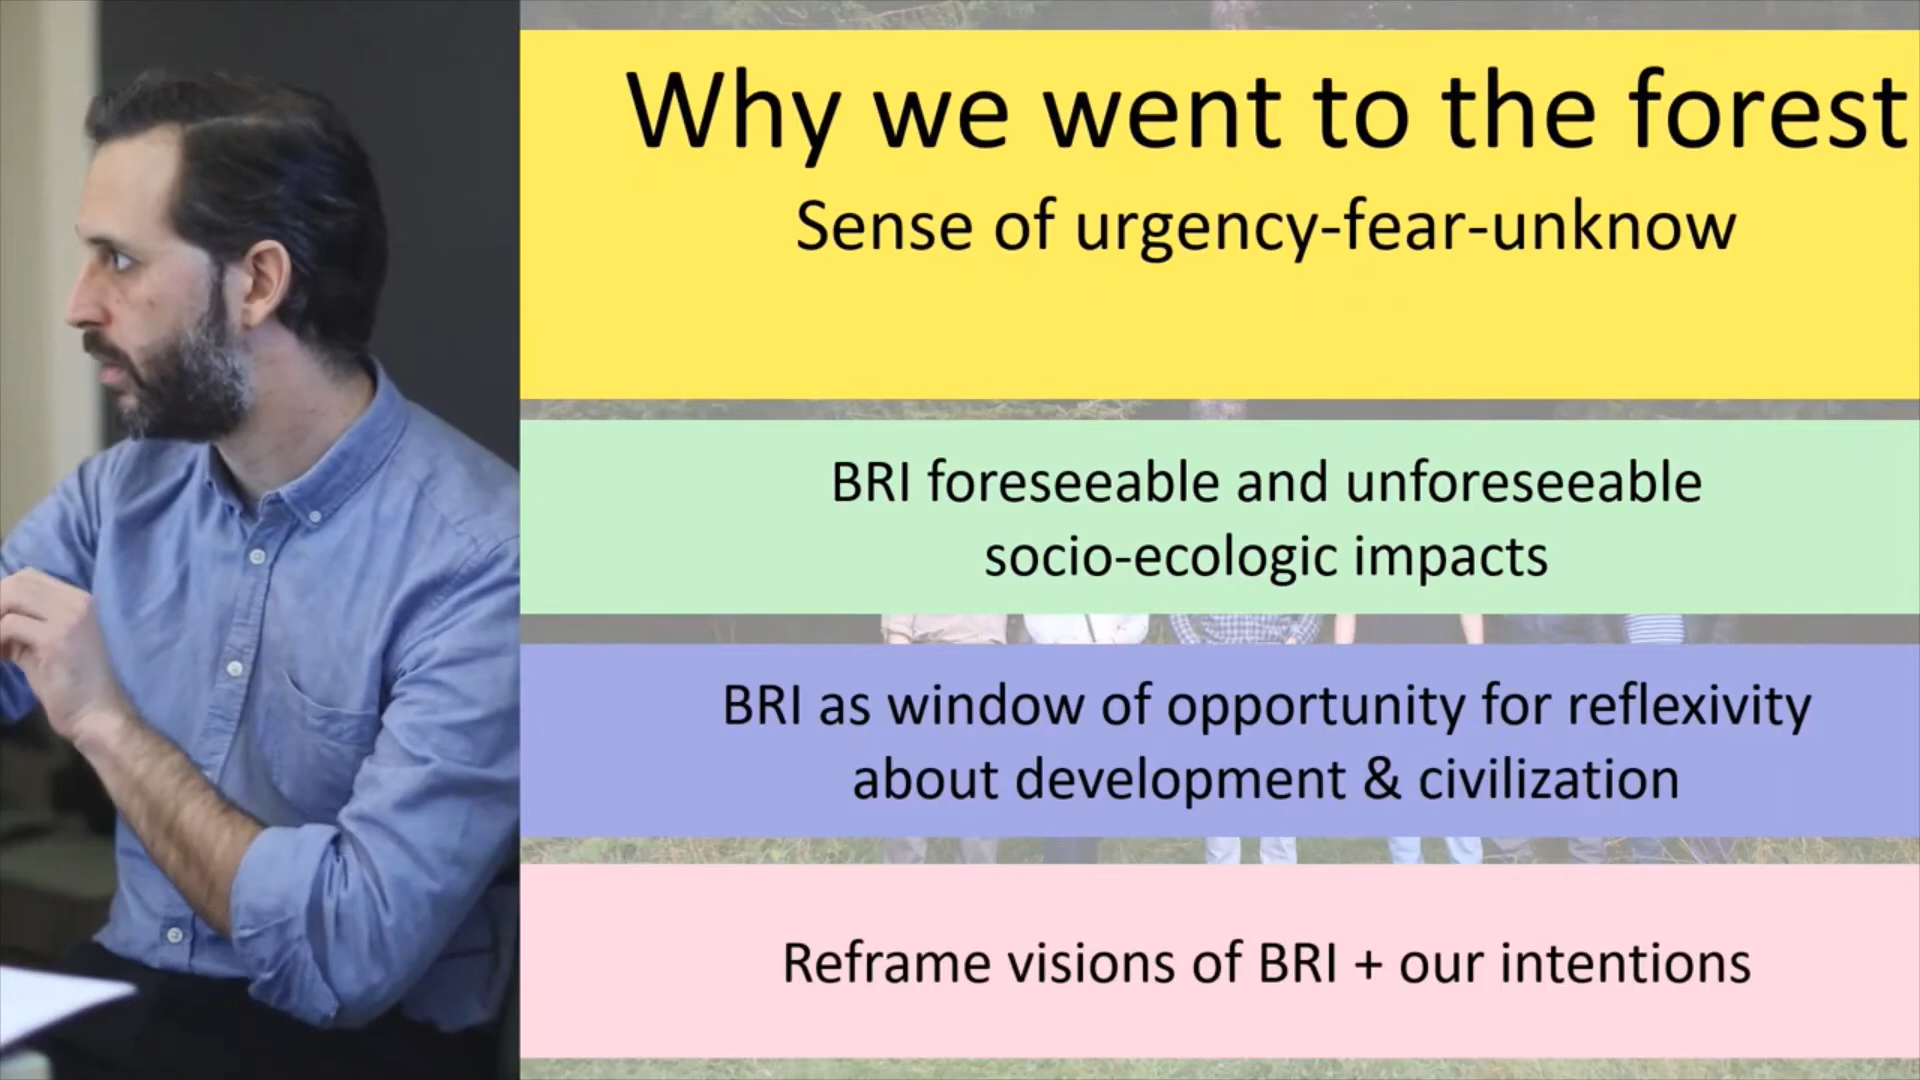 Why we went to the forest
Sense of urgency-fear-unknow
BRI foreseeable and unforeseeable
socio-ecologic impacts
BRI as window of opportunity for reflexivity
about development & civilization
Reframe visions of BRI + our intentions